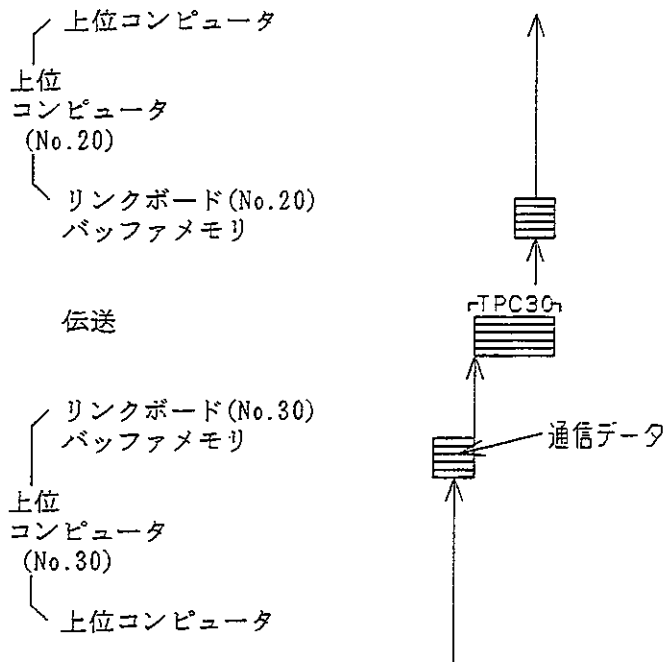 上位コンピュータ
上位
コンピュータ
(No.20)
リンクボード(No.20)
バッファメモリ
TPC30
伝送
リンクボード(No.30)
バッファメモリ
通信データ
上位
コンピュータ
(No.30)
上位コンピュータ